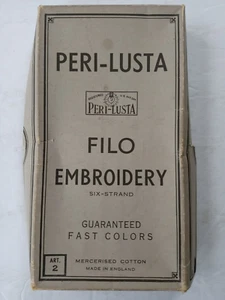 PERI-LUSTA
PERI-LUSTA
FILO
EMBROIDERY
SIX-STRAND
GUARANTEED
FAST COLORS
ART.
2
MERCERISED COTTON
MADE IN ENGLAND